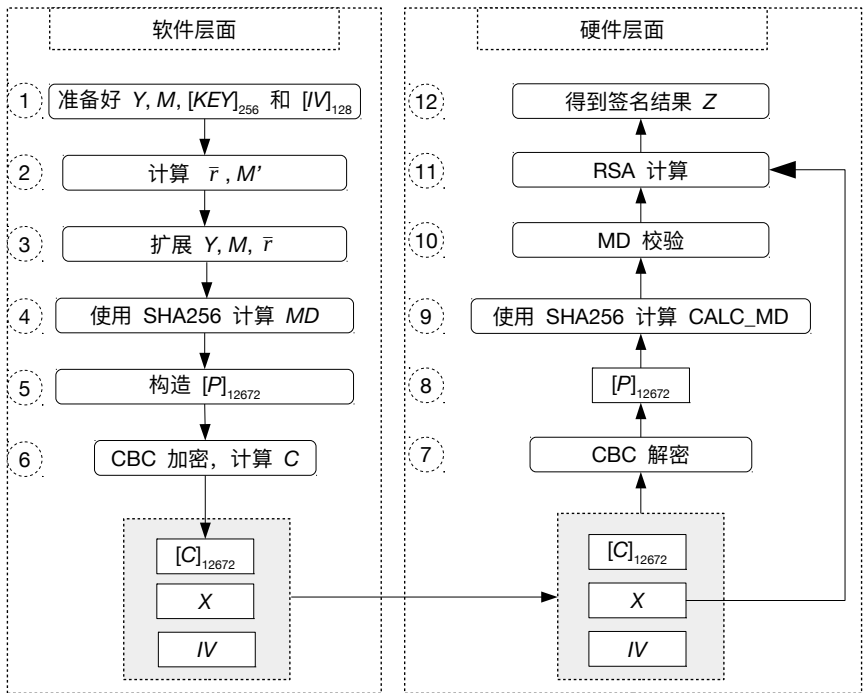 软件层面
① 准备好 Y, M, [KEY]₂₅₆ 和 [IV]₁₂₈
② 计算 r̅ , M'
③ 扩展 Y, M, r̅
④ 使用 SHA256 计算 MD
⑤ 构造 [P]₁₂₆₇₂
⑥ CBC 加密，计算 C
[C]₁₂₆₇₂
X
IV
硬件层面
⑫ 得到签名结果 Z
⑪ RSA 计算
⑩ MD 校验
⑨ 使用 SHA256 计算 CALC_MD
⑧ [P]₁₂₆₇₂
⑦ CBC 解密
[C]₁₂₆₇₂
X
IV